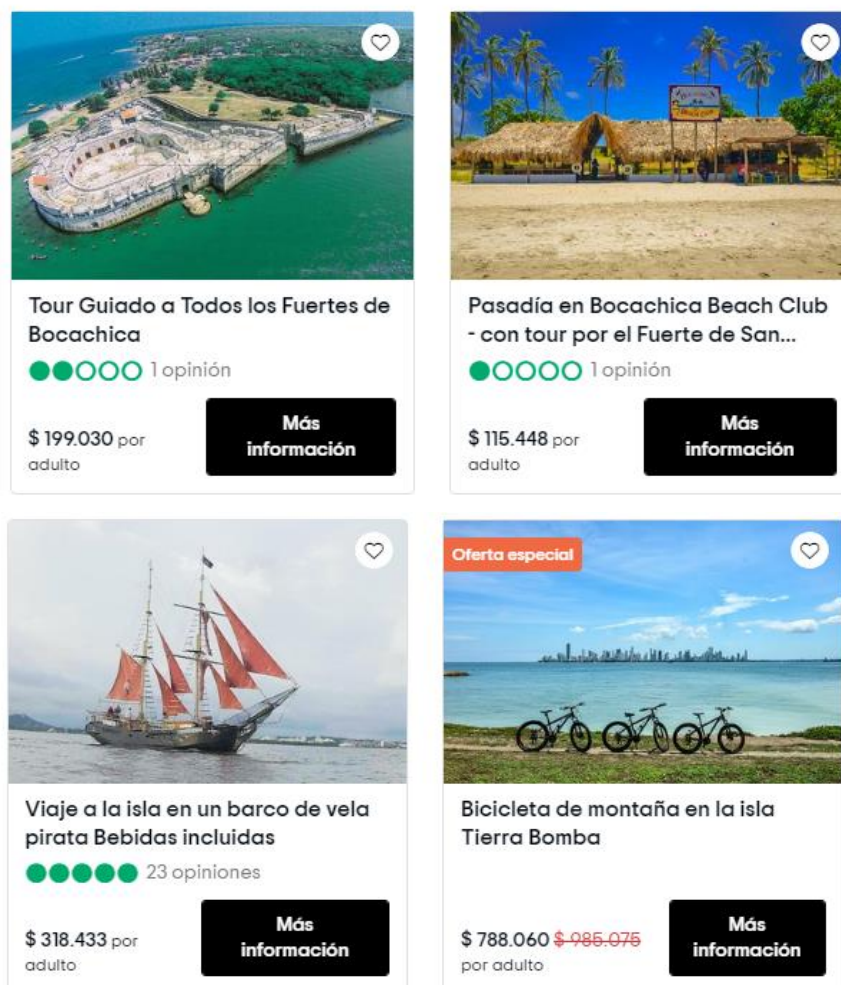 Tour Guiado a Todos los Fuertes de
Bocachica
1 opinión
$ 199.030 por
adulto
Más
información
Pasadía en Bocachica Beach Club
- con tour por el Fuerte de San...
1 opinión
$ 115.448 por
adulto
Más
información
Viaje a la isla en un barco de vela
pirata Bebidas incluidas
23 opiniones
$ 318.433 por
adulto
Más
información
Oferta especial
Bicicleta de montaña en la isla
Tierra Bomba
$ 788.060 $ 985.075
por adulto
Más
información